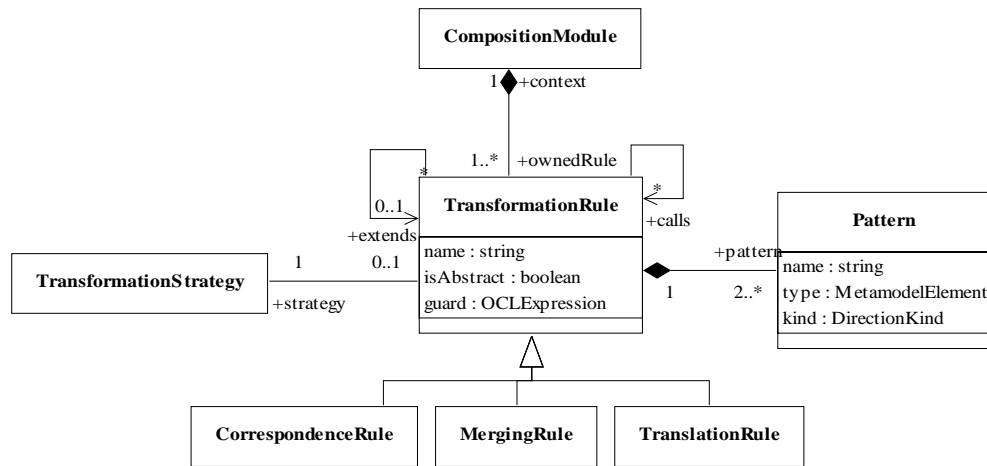 CompositionModule
1
+context
1..*
+ownedRule
*
*
0..1
+extends
+calls
TransformationRule
name : string
isAbstract : boolean
guard : OCLExpression
Pattern
name : string
type : MetamodelElement
kind : DirectionKind
+pattern
1
2..*
TransformationStrategy
1
0..1
+strategy
CorrespondenceRule
MergingRule
TranslationRule